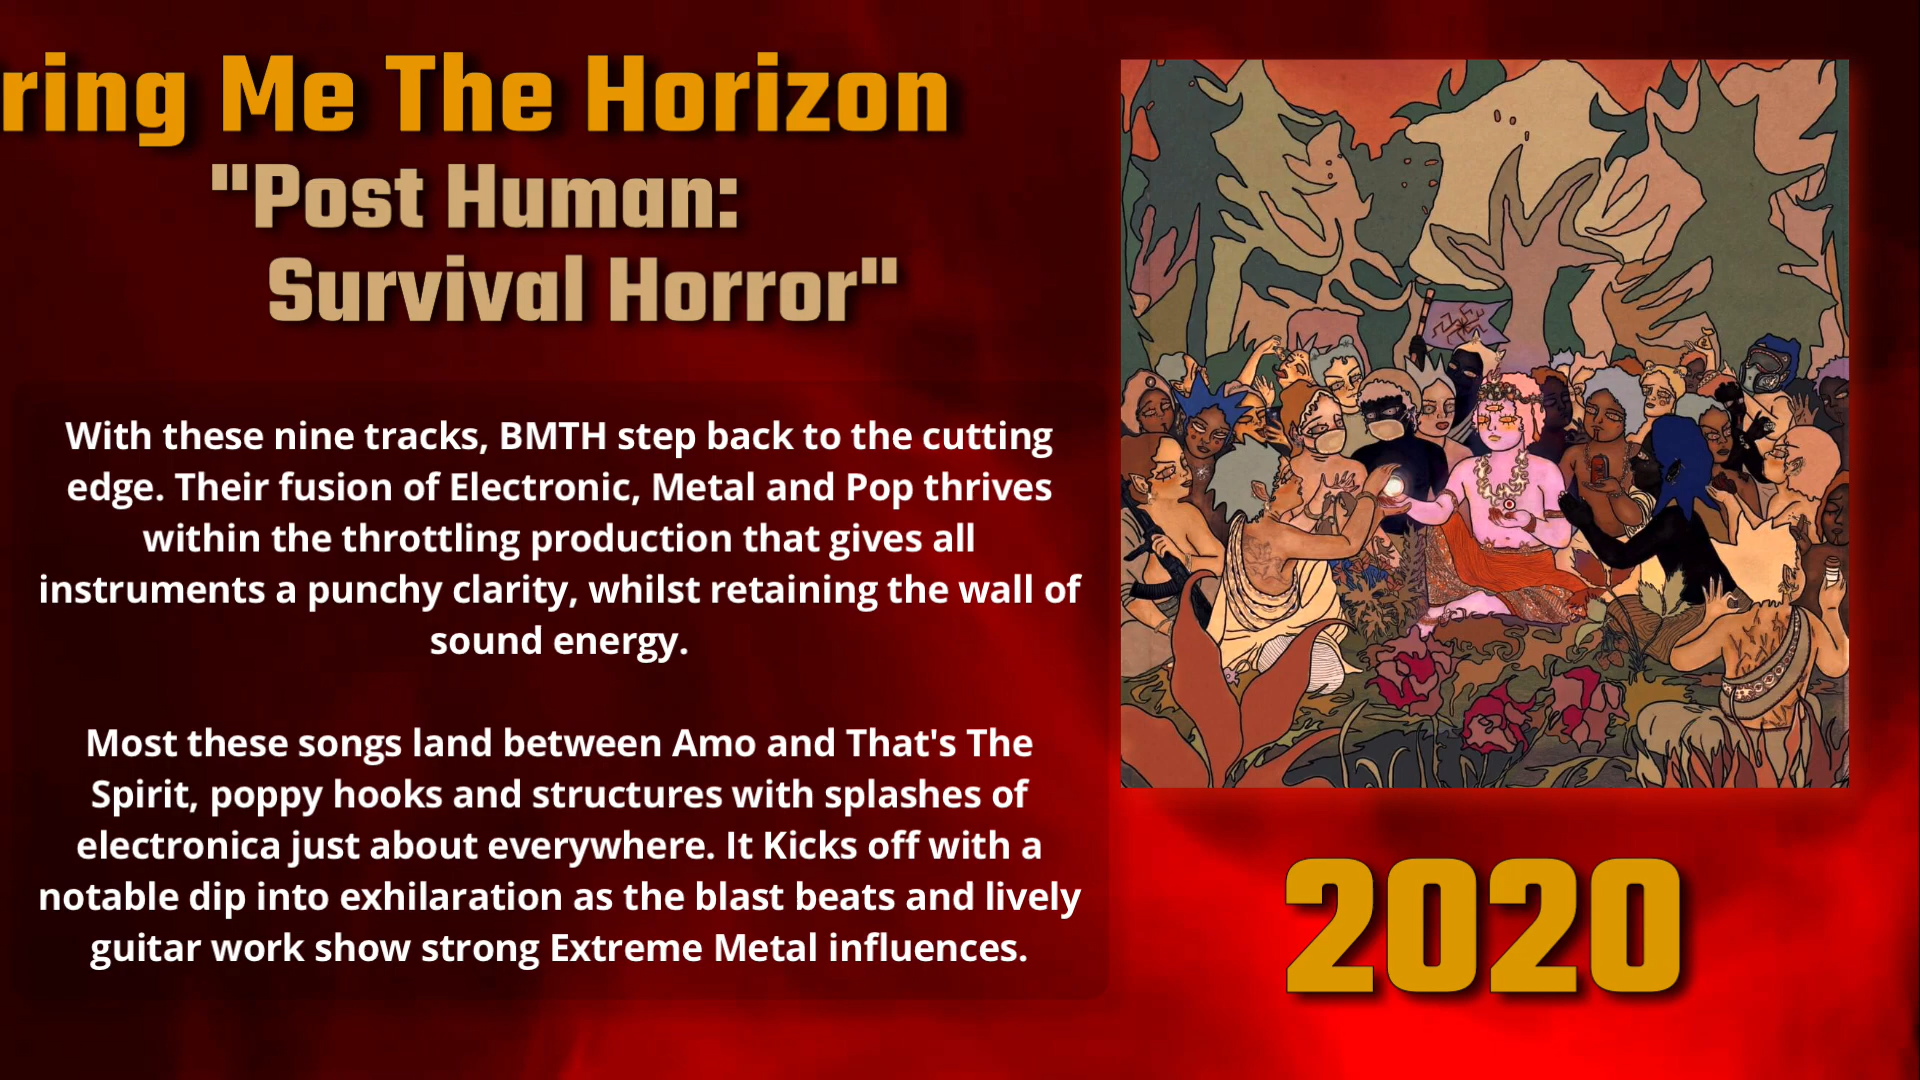 ring Me The Horizon
"Post Human:
Survival Horror"
With these nine tracks, BMTH step back to the cutting
edge. Their fusion of Electronic, Metal and Pop thrives
within the throttling production that gives all
instruments a punchy clarity, whilst retaining the wall of
sound energy.
Most these songs land between Amo and That's The
Spirit, poppy hooks and structures with splashes of
electronica just about everywhere. It Kicks off with a
notable dip into exhilaration as the blast beats and lively
guitar work show strong Extreme Metal influences.
2020